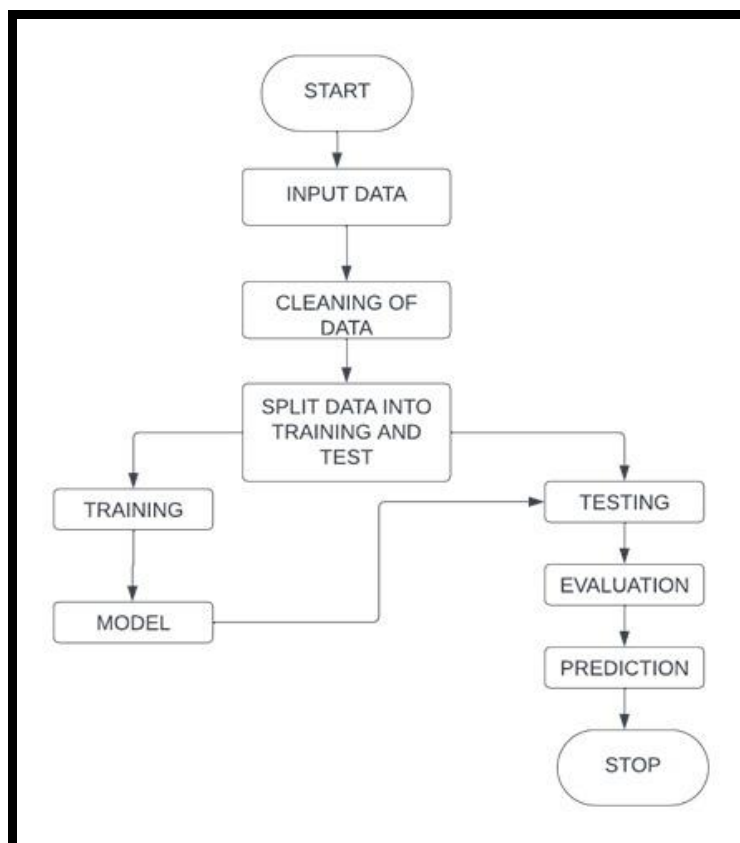 START
INPUT DATA
CLEANING OF
DATA
SPLIT DATA INTO
TRAINING AND
TEST
TRAINING
MODEL
TESTING
EVALUATION
PREDICTION
STOP